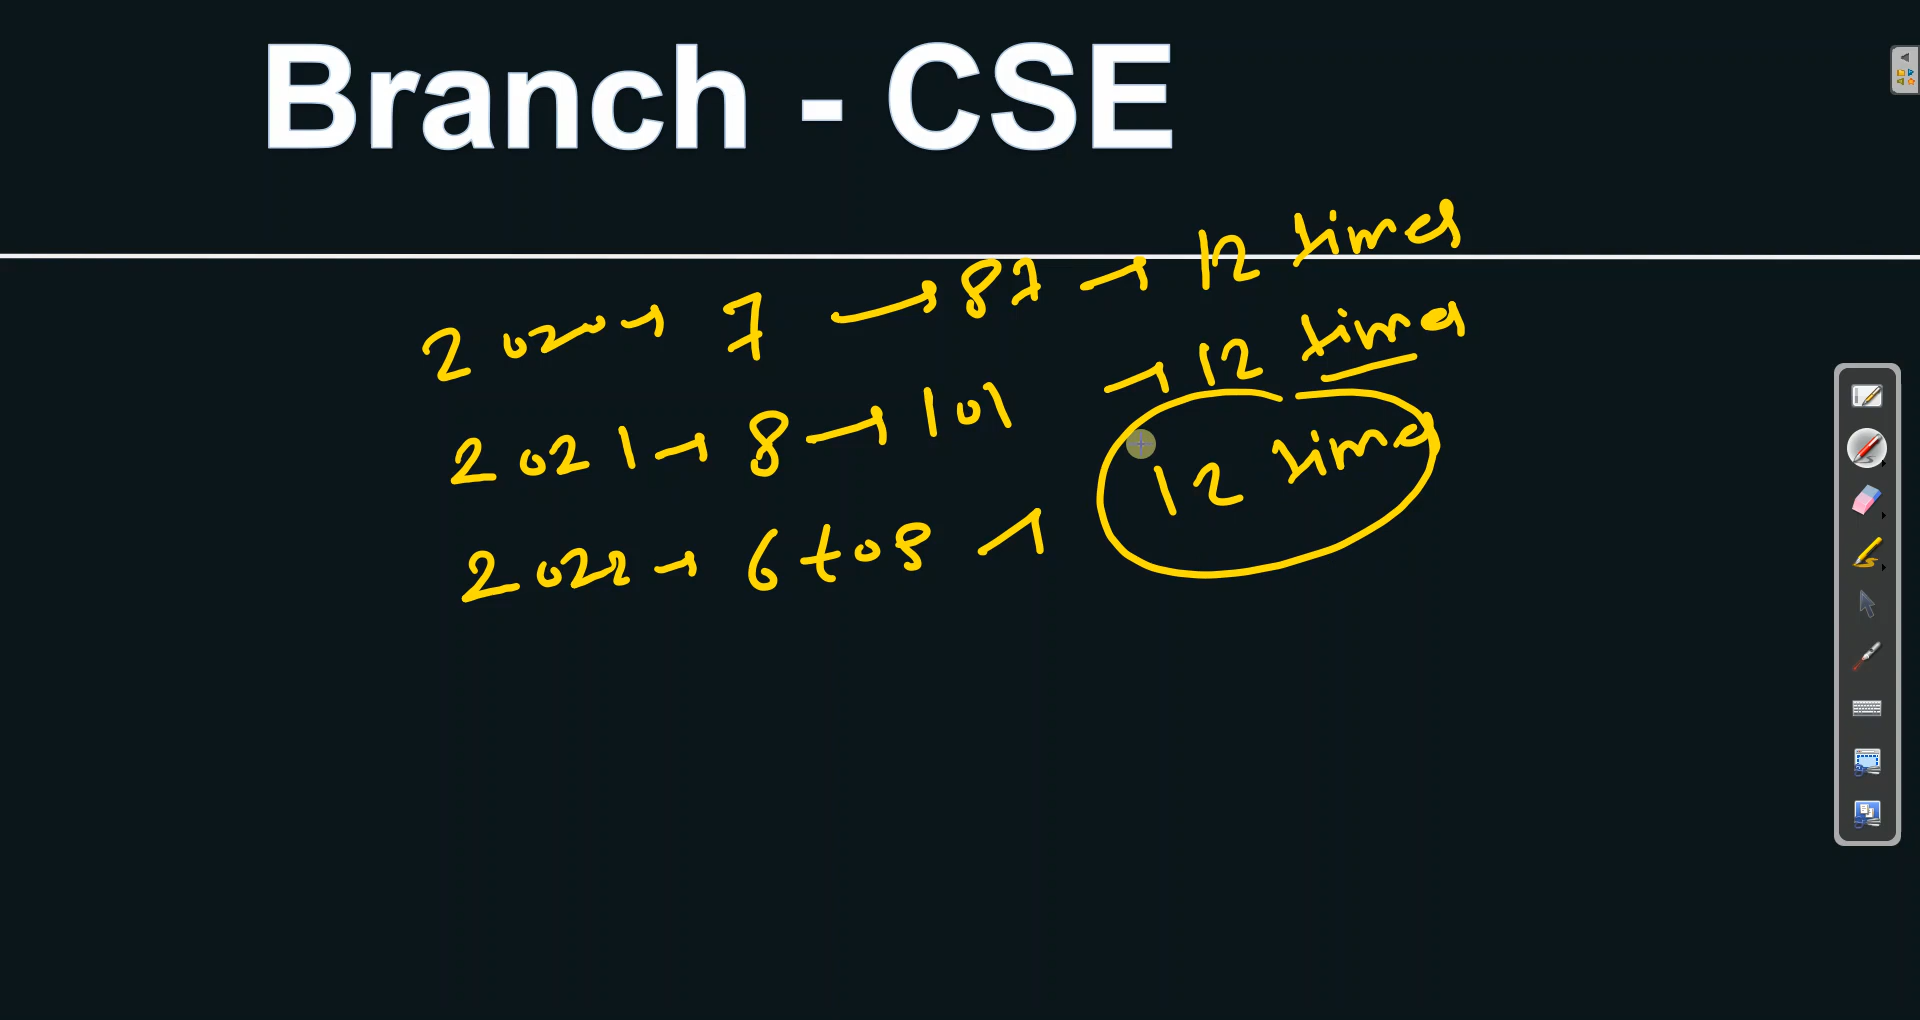 Branch - CSE
2020 → 7 → 87 → 12 times
2021 → 8 → 101 → 12 times
2022 → 6 to 8 → 12 times